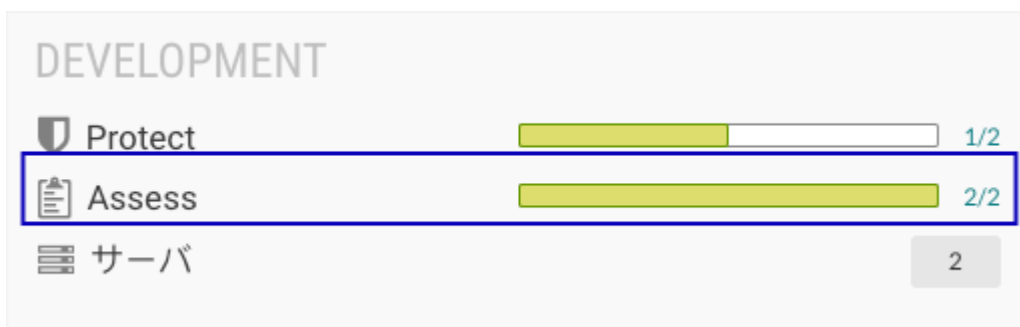 DEVELOPMENT
Protect 1/2
Assess 2/2
サーバ 2